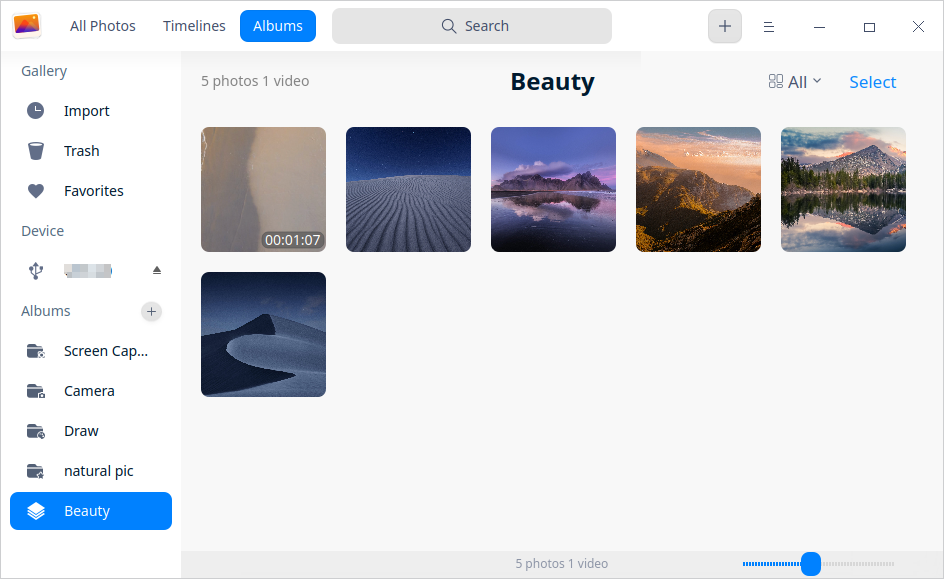 All Photos Timelines Albums Search
Gallery
Import
Trash
Favorites
Device
Albums
Screen Cap...
Camera
Draw
natural pic
Beauty
5 photos 1 video Beauty All Select
00:01:07
5 photos 1 video